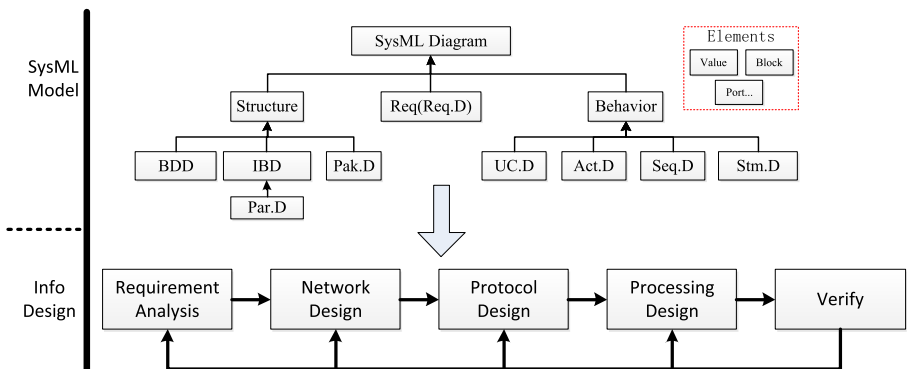 SysML Diagram
Elements
Value Block
Port...
SysML
Model
Structure Req(Req.D) Behavior
BDD IBD Pak.D UC.D Act.D Seq.D Stm.D
Par.D
Info
Design
Requirement
Analysis
Network
Design
Protocol
Design
Processing
Design
Verify